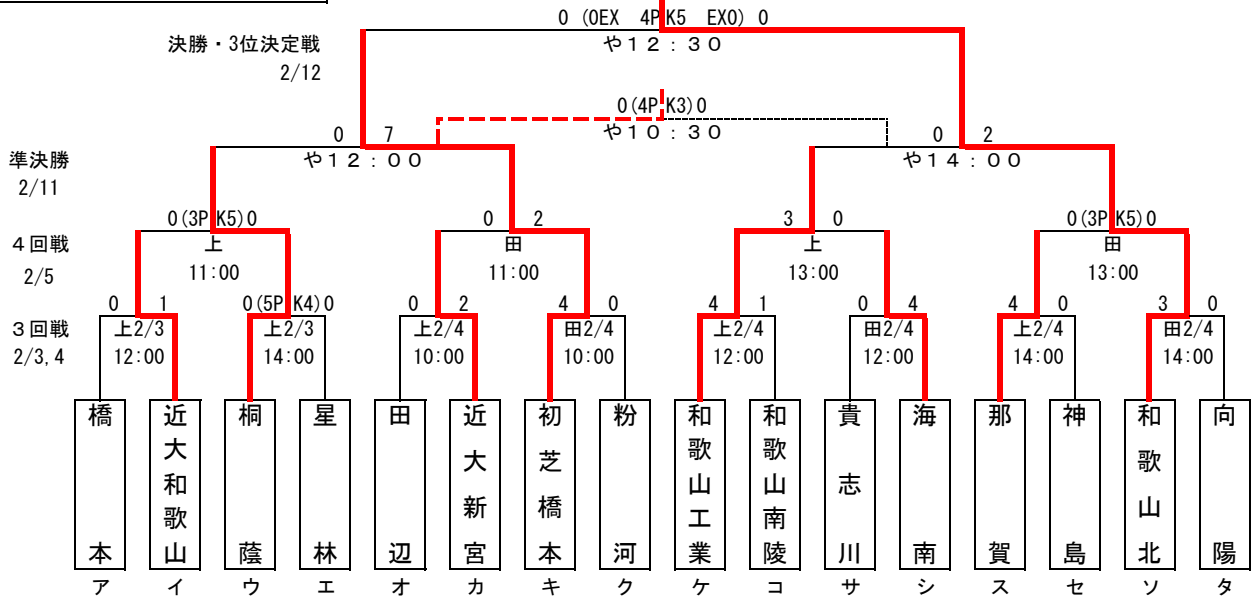 0 (0EX 4PK5 EX0) 0
決勝・3位決定戦
や12:30
2/12
0(4PK3)0
や10:30
0 7
0 2
準決勝
や12:00
や14:00
2/11
0(3PK5)0
0 2
3 0
0(3PK5)0
4回戦
上
田
上
田
2/5
11:00
11:00
13:00
13:00
0 1
0(5PK4)0
0 2
4 0
4 1
0 4
4 0
3 0
3回戦
上2/3
上2/3
上2/4
田2/4
上2/4
田2/4
上2/4
田2/4
2/3,4
12:00
14:00
10:00
10:00
12:00
12:00
14:00
14:00
橋本
近大和歌山
桐蔭
星林
田辺
近大新宮
初芝橋本
粉河
和歌山工業
和歌山南陵
貴志川
海南
那賀
神島
和歌山北
向陽
ア
イ
ウ
エ
オ
カ
キ
ク
ケ
コ
サ
シ
ス
セ
ソ
タ